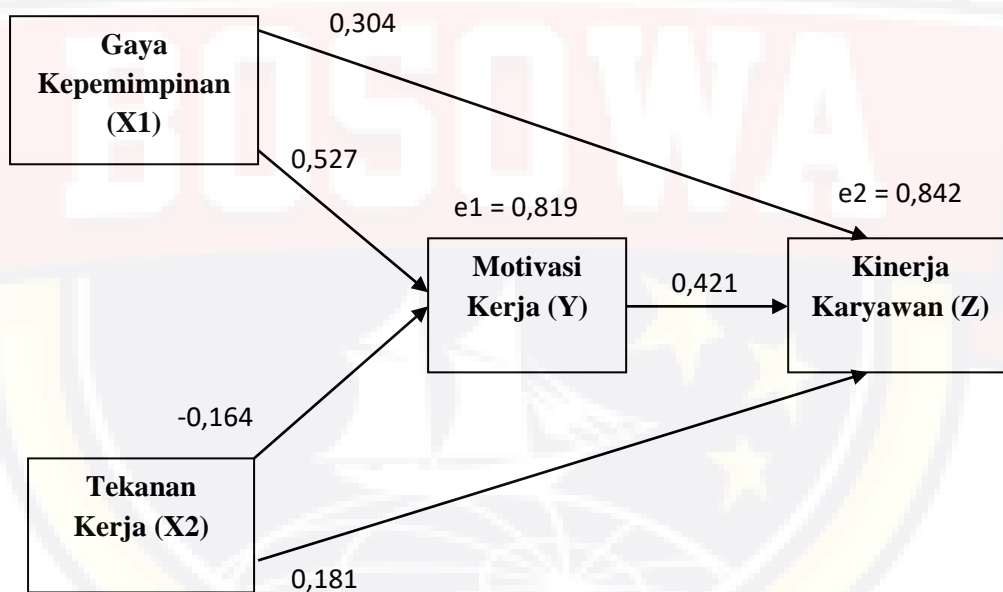 BOSOWA
0,304
Gaya
Kepemimpinan
(X1)
0,527
e1 = 0,819
e2 = 0,842
Motivasi
Kerja (Y)
0,421
Kinerja
Karyawan (Z)
-0,164
Tekanan
Kerja (X2)
0,181